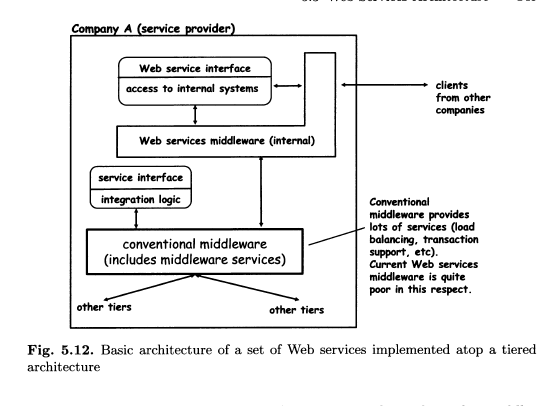 Company A (service provider)
Web service interface
access to internal systems
clients
from other
companies
Web services middleware (internal)
service interface
integration logic
Conventional
middleware provides
lots of services (load
balancing, transaction
support, etc).
Current Web services
middleware is quite
poor in this respect.
conventional middleware
(includes middleware services)
other tiers
other tiers
Fig. 5.12. Basic architecture of a set of Web services implemented atop a tiered
architecture